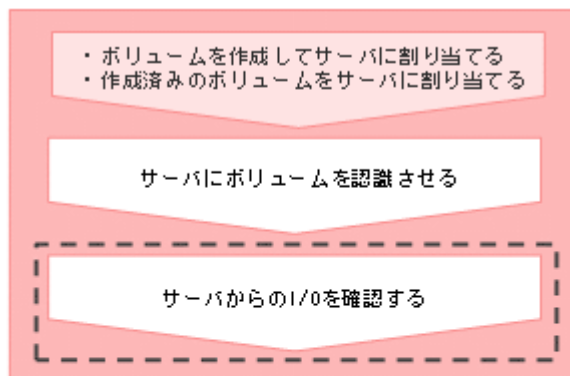 ・ボリュームを作成してサーバに割り当てる
・作成済みのボリュームをサーバに割り当てる
サーバにボリュームを認識させる
サーバからのI/Oを確認する